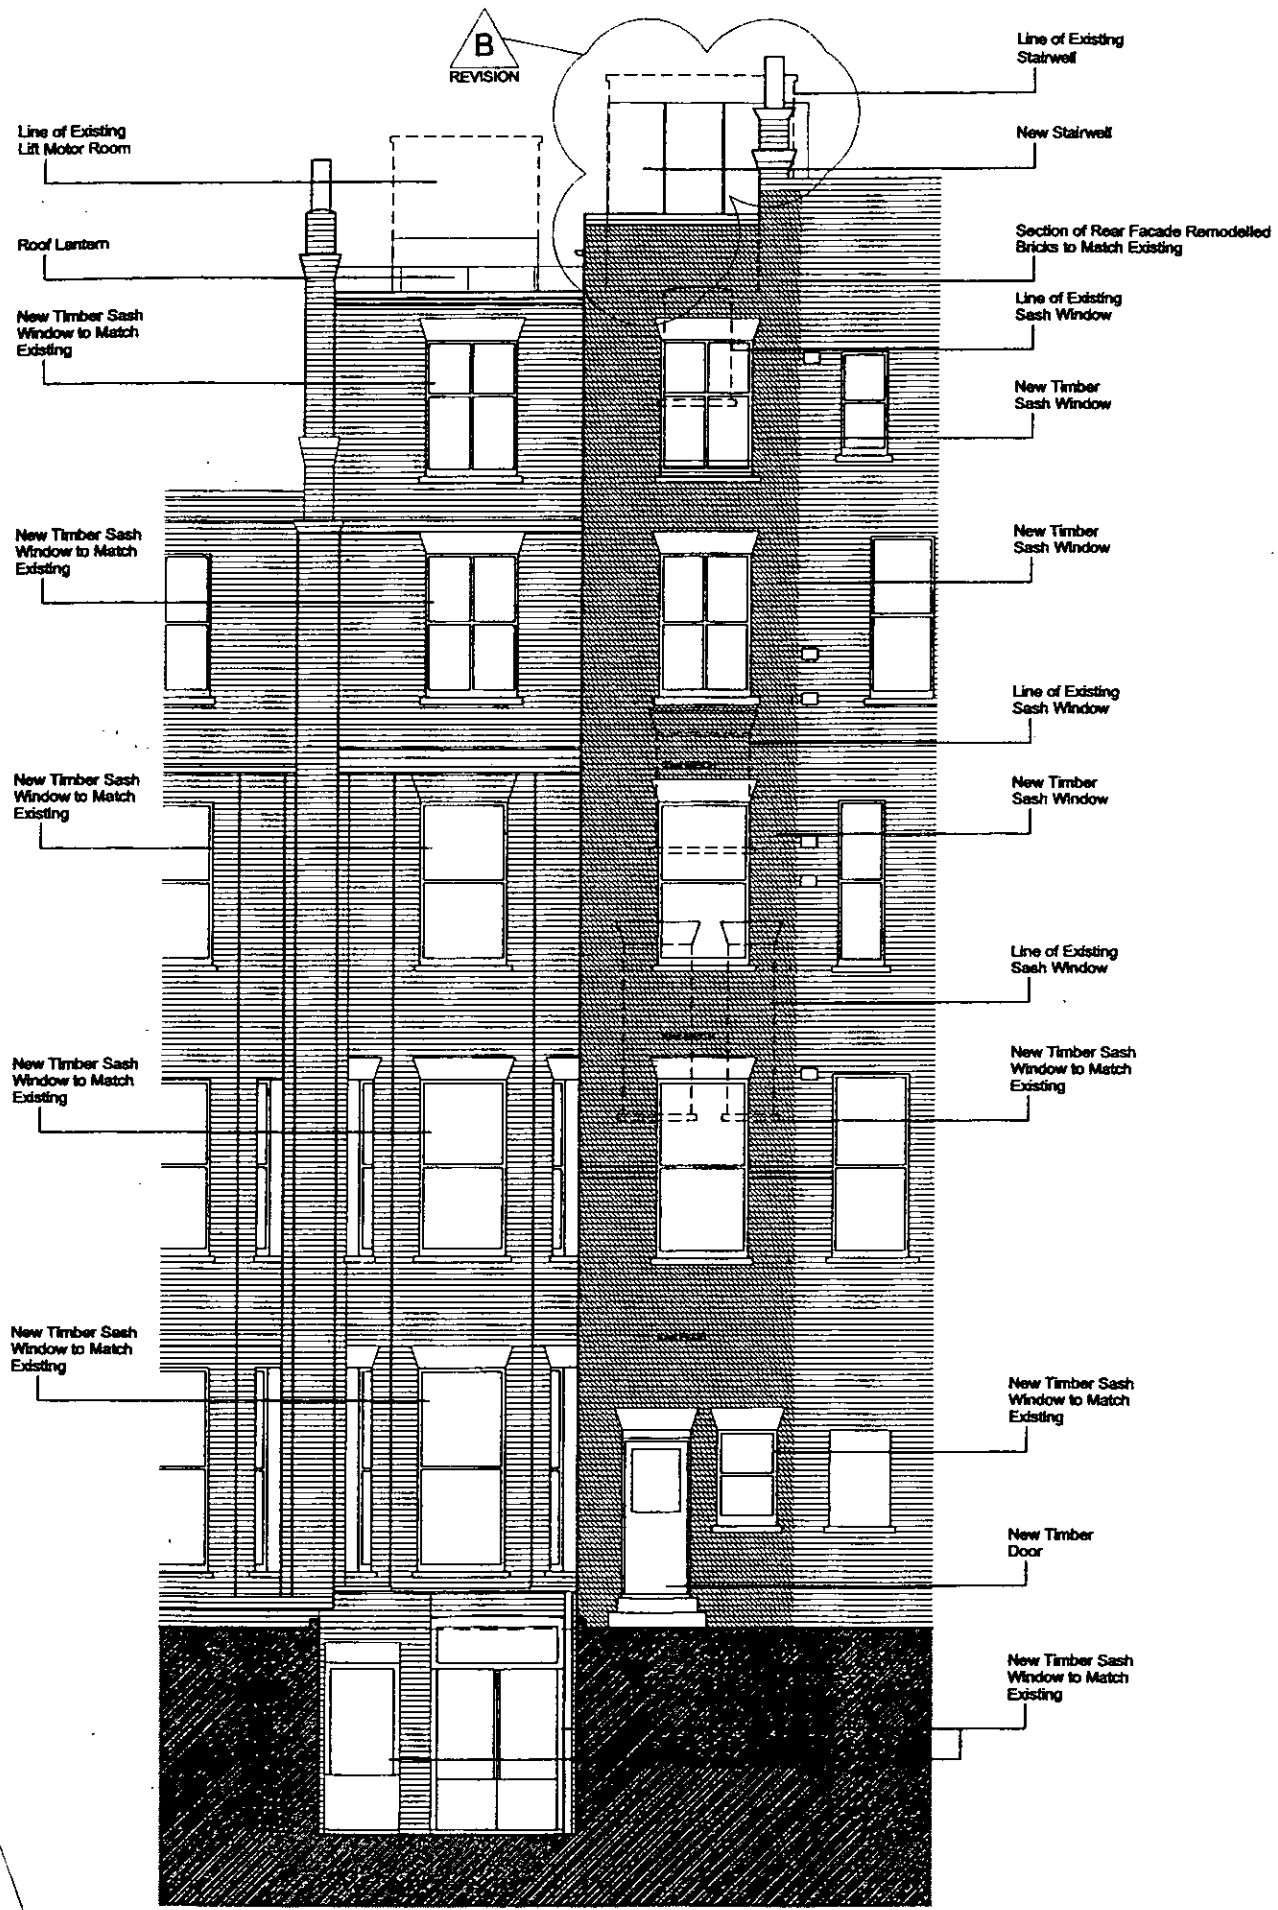 B
REVISION
Line of Existing
Stairwell
Line of Existing
Lift Motor Room
New Stairwell
Roof Lantern
Section of Rear Facade Remodelled
Bricks to Match Existing
Line of Existing
Sash Window
New Timber Sash
Window to Match
Existing
New Timber
Sash Window
New Timber Sash
Window to Match
Existing
New Timber
Sash Window
Line of Existing
Sash Window
New Timber Sash
Window to Match
Existing
New Timber
Sash Window
Line of Existing
Sash Window
New Timber Sash
Window to Match
Existing
New Timber Sash
Window to Match
Existing
New Timber Sash
Window to Match
Existing
New Timber Sash
Window to Match
Existing
New Timber
Door
New Timber Sash
Window to Match
Existing